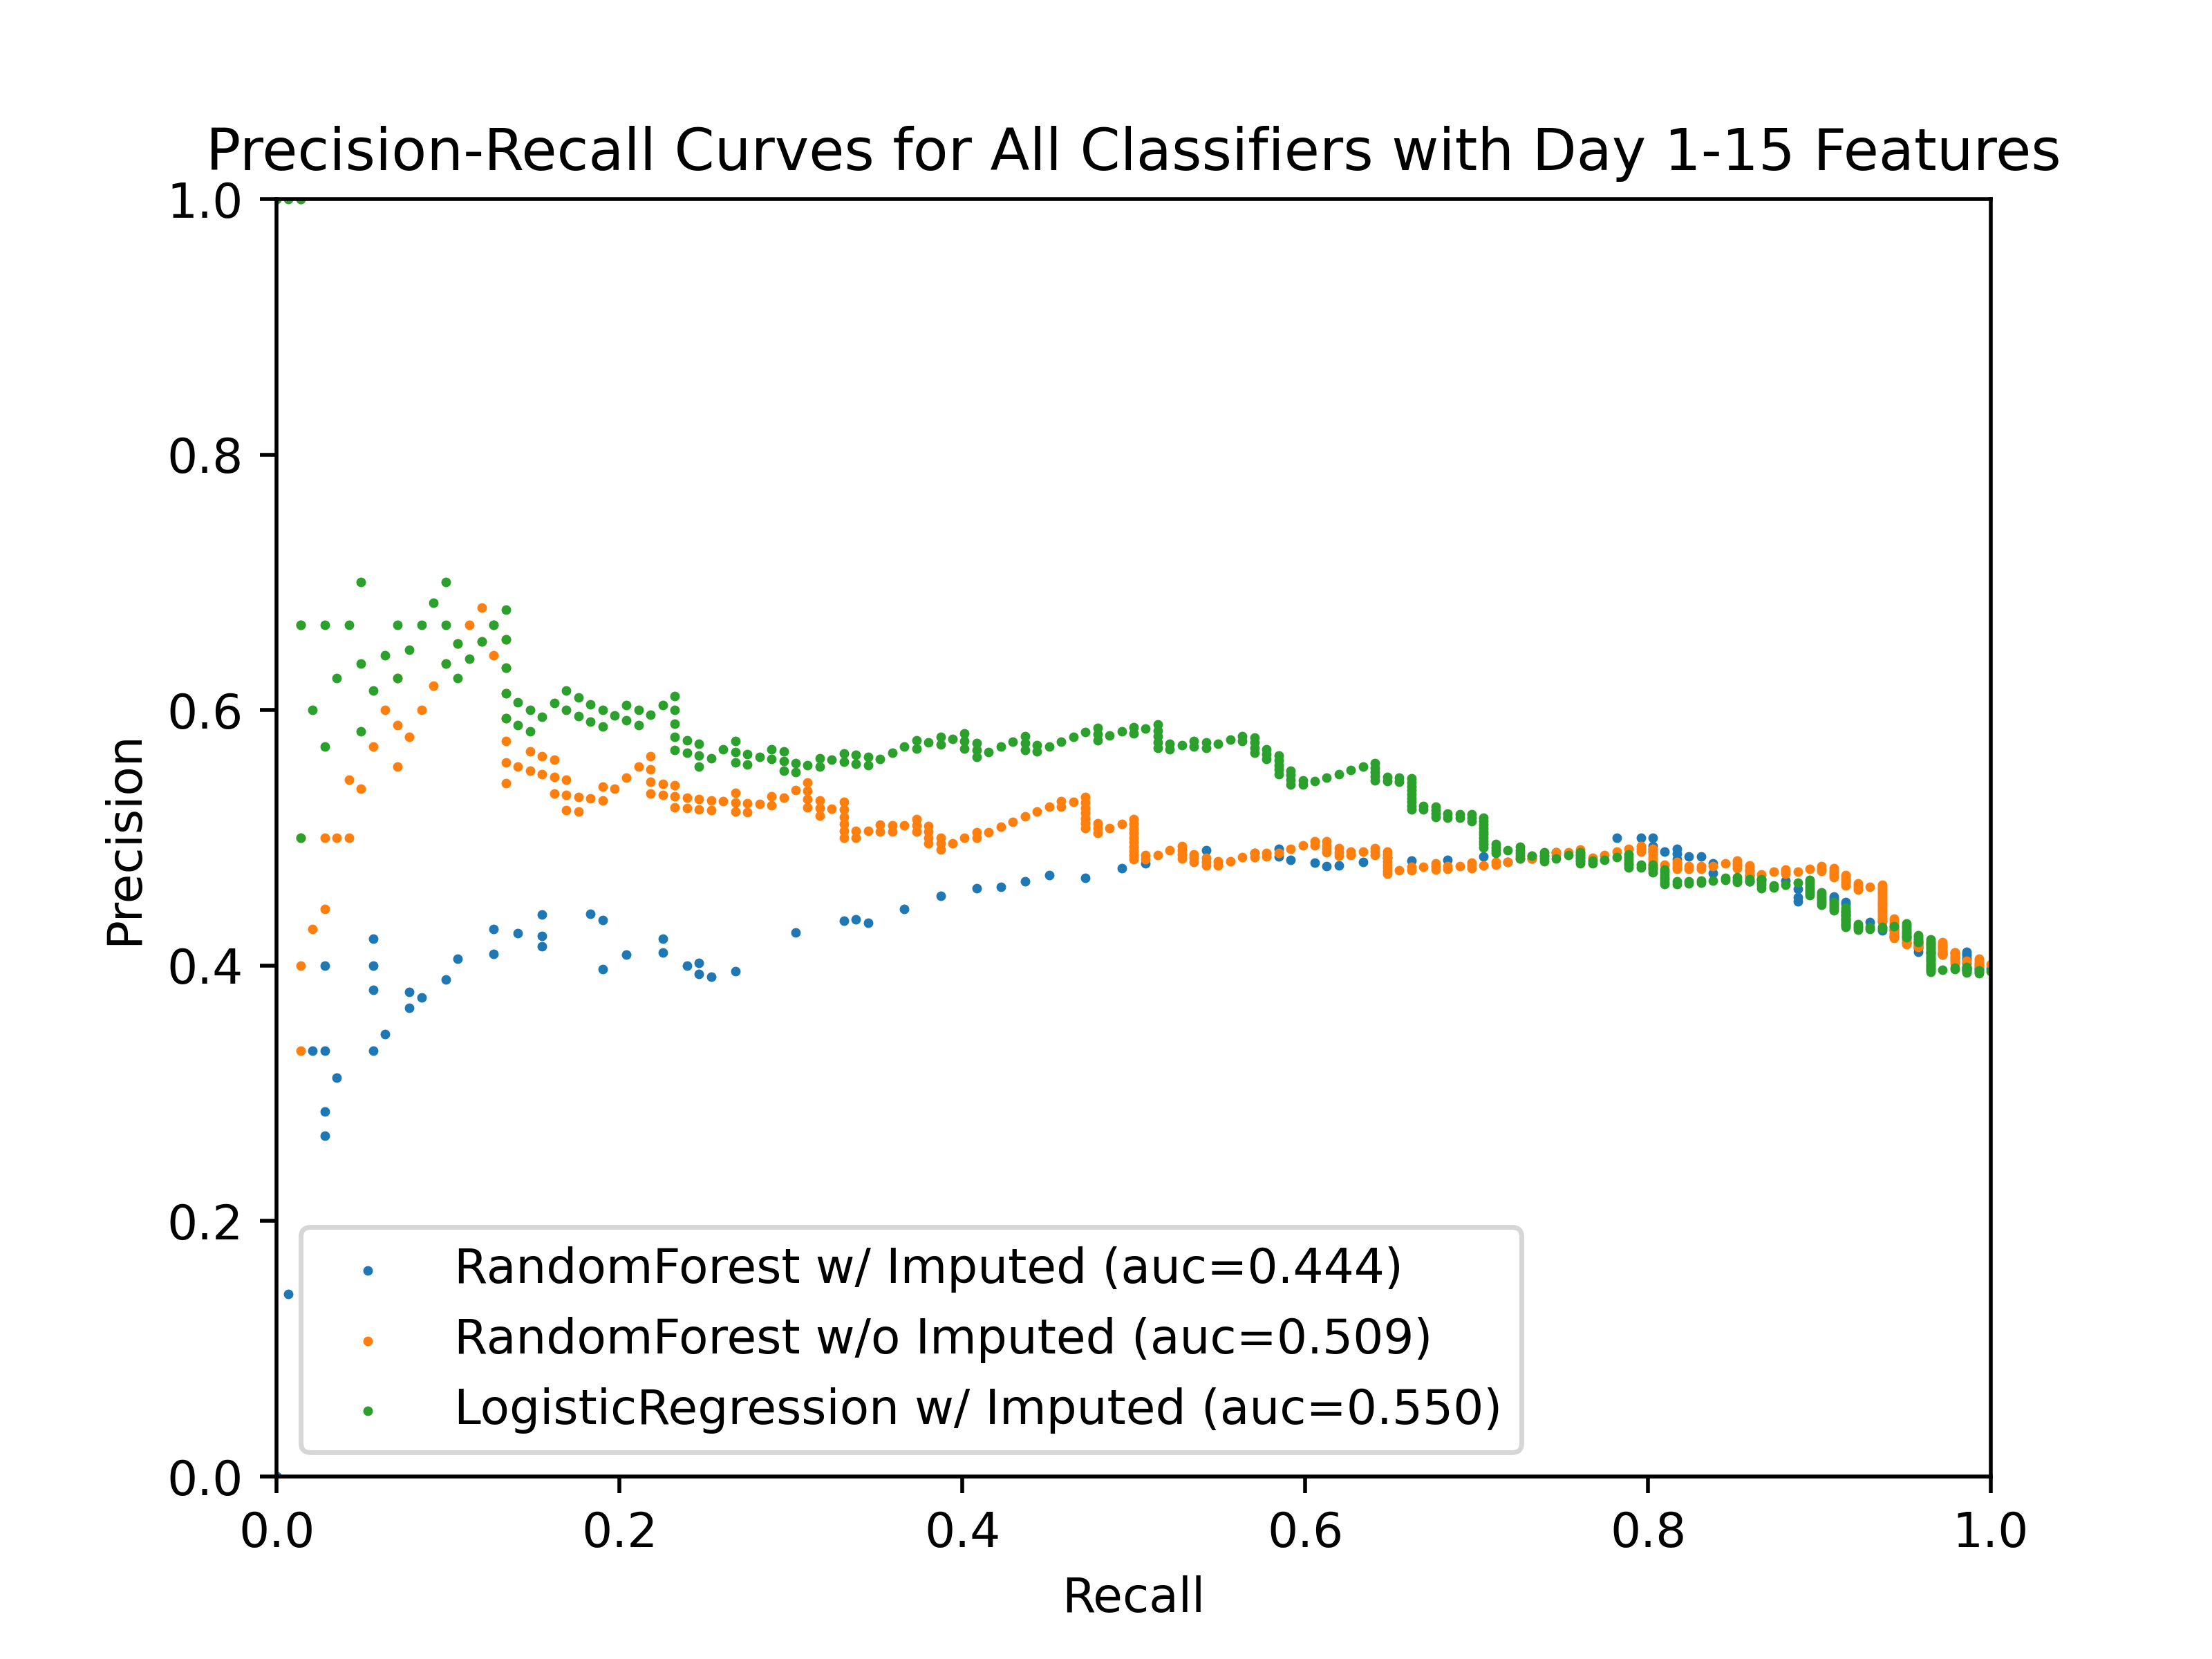 Precision-Recall Curves for All Classifiers with Day 1-15 Features
1.0
0.8
0.6
0.4
0.2
0.0
Precision
RandomForest w/ Imputed (auc=0.444)
RandomForest w/o Imputed (auc=0.509)
LogisticRegression w/ Imputed (auc=0.550)
0.0 0.2 0.4 0.6 0.8 1.0
Recall